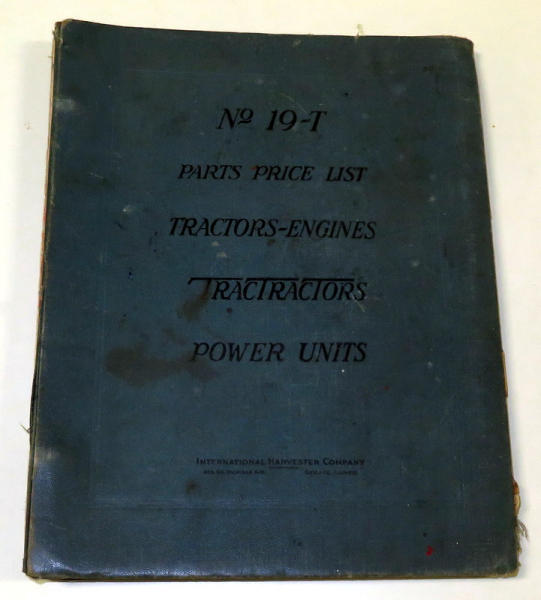 Nº 19-T
PARTS PRICE LIST
TRACTORS-ENGINES
TRACTRACTORS
POWER UNITS
INTERNATIONAL HARVESTER COMPANY